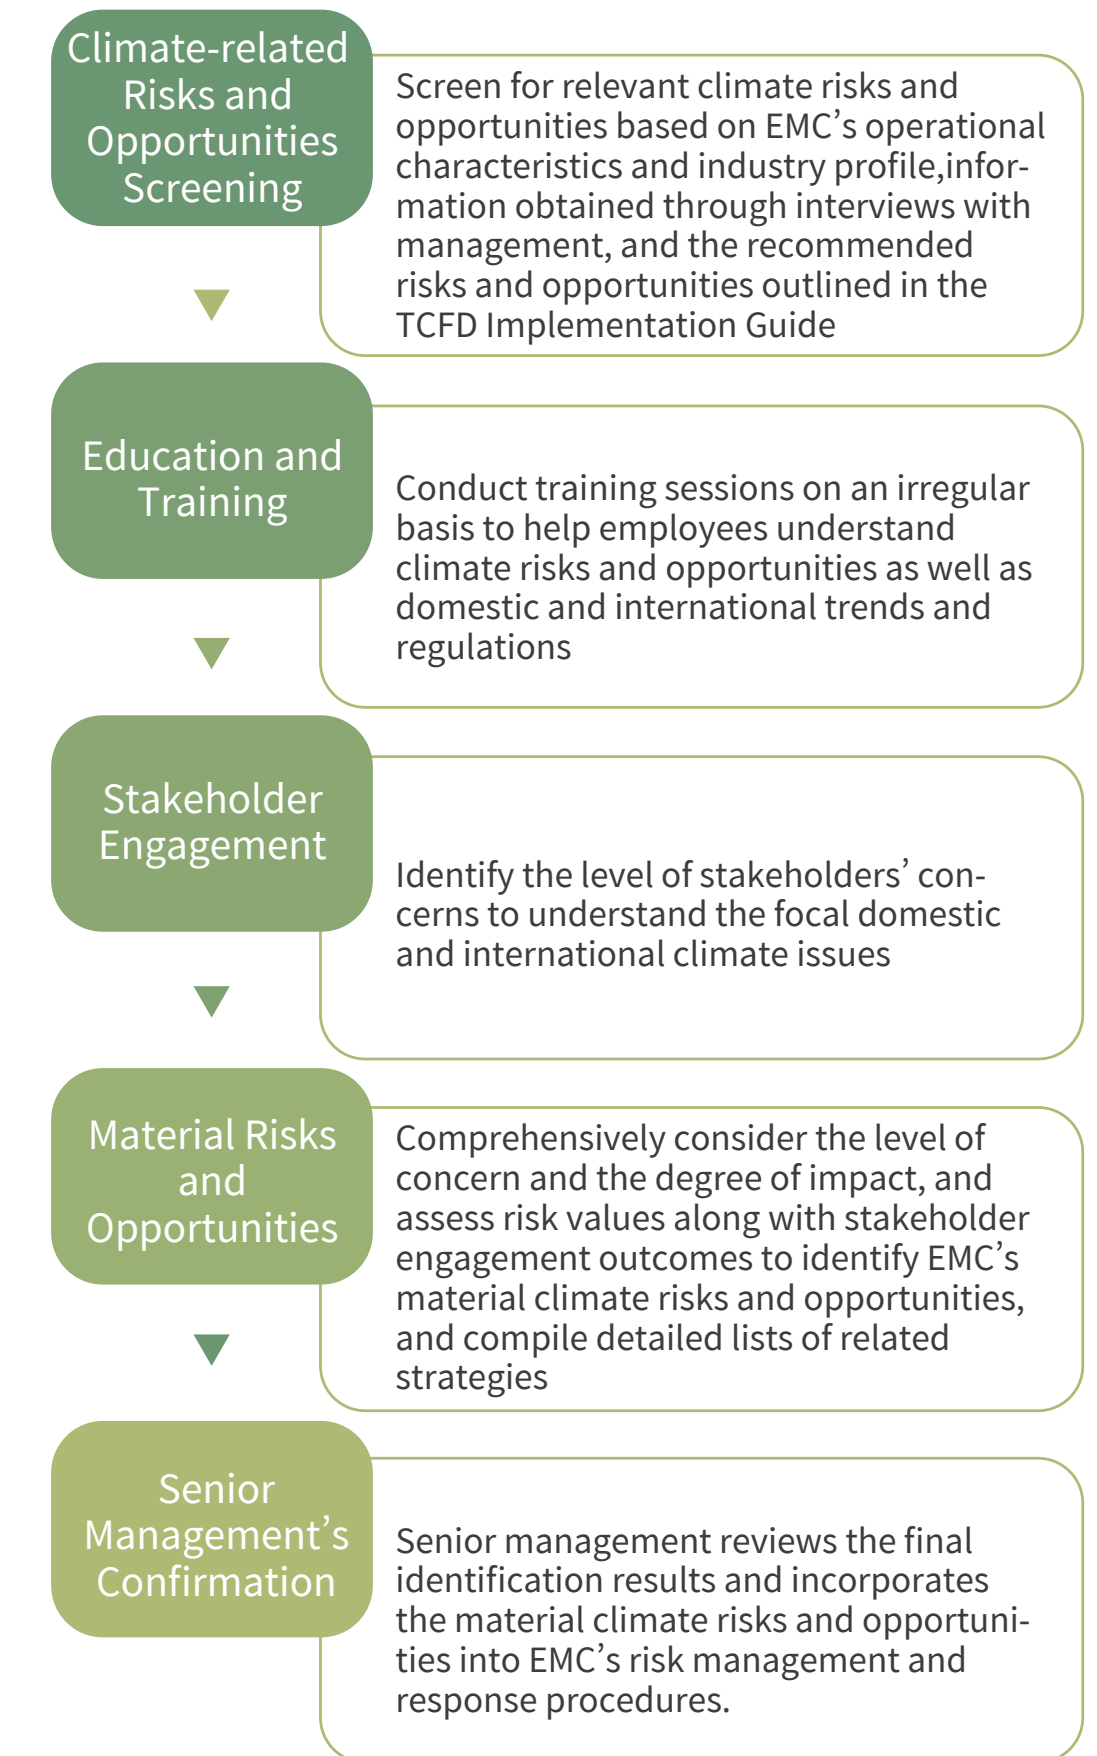 Climate-related
Risks and
Opportunities
Screening
Screen for relevant climate risks and
opportunities based on EMC’s operational
characteristics and industry profile,infor-
mation obtained through interviews with
management, and the recommended
risks and opportunities outlined in the
TCFD Implementation Guide
Education and
Training
Conduct training sessions on an irregular
basis to help employees understand
climate risks and opportunities as well as
domestic and international trends and
regulations
Stakeholder
Engagement
Identify the level of stakeholders’ con-
cerns to understand the focal domestic
and international climate issues
Material Risks
and
Opportunities
Comprehensively consider the level of
concern and the degree of impact, and
assess risk values along with stakeholder
engagement outcomes to identify EMC’s
material climate risks and opportunities,
and compile detailed lists of related
strategies
Senior
Management’s
Confirmation
Senior management reviews the final
identification results and incorporates
the material climate risks and opportuni-
ties into EMC’s risk management and
response procedures.